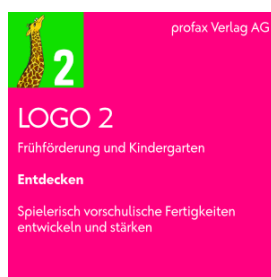 profax Verlag AG
2
LOGO 2
Frühförderung und Kindergarten
Entdecken
Spielerisch vorschulische Fertigkeiten
entwickeln und stärken